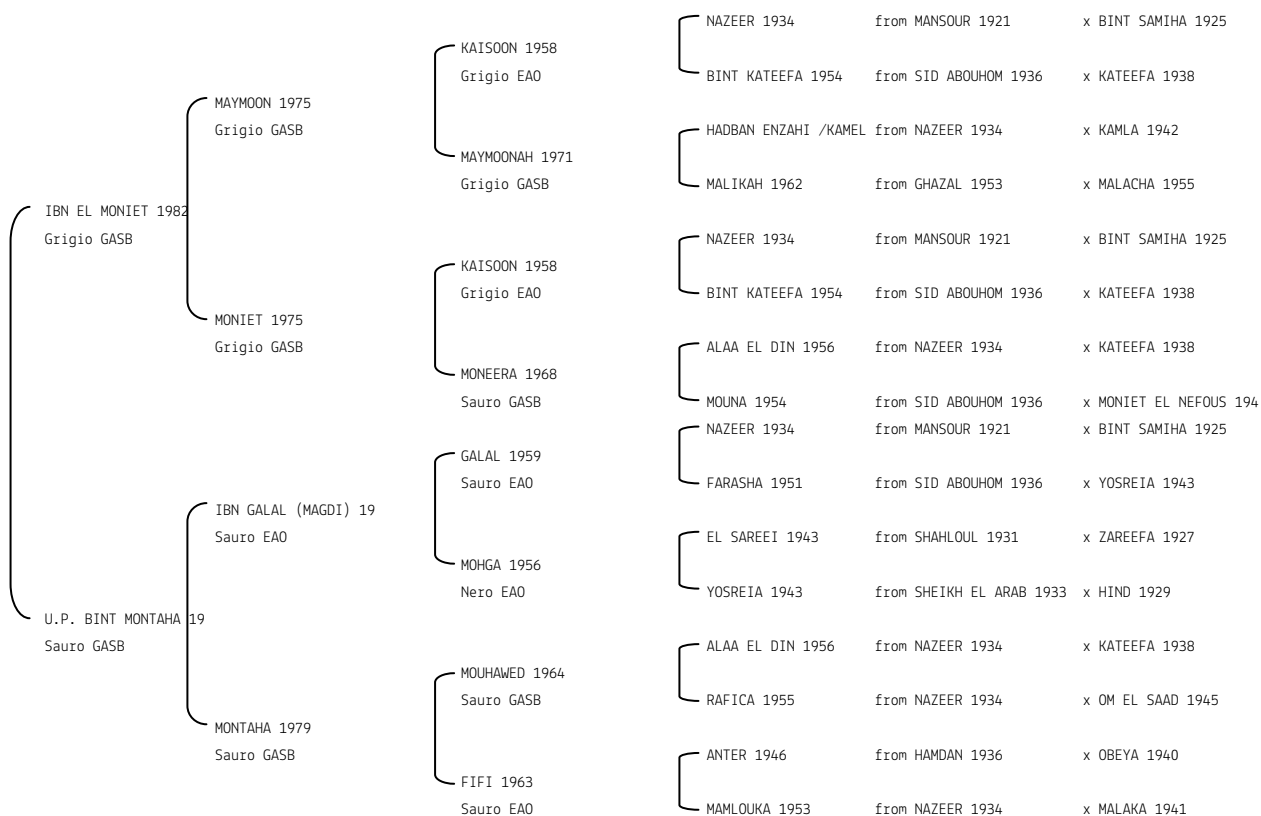 NAZEER 1934 from MANSOUR 1921 x BINT SAMIHA 1925
KAISOON 1958
Grigio EAO BINT KATEEFA 1954 from SID ABOUHOM 1936 x KATEEFA 1938
MAYMOON 1975
Grigio GASB HADBAN ENZAHI /KAMEL from NAZEER 1934 x KAMLA 1942
MAYMOONAH 1971
Grigio GASB MALIKAH 1962 from GHAZAL 1953 x MALACHA 1955
IBN EL MONIET 1982
Grigio GASB NAZEER 1934 from MANSOUR 1921 x BINT SAMIHA 1925
KAISOON 1958
Grigio EAO BINT KATEEFA 1954 from SID ABOUHOM 1936 x KATEEFA 1938
MONIET 1975
Grigio GASB ALAA EL DIN 1956 from NAZEER 1934 x KATEEFA 1938
MONEERA 1968
Sauro GASB MOUNA 1954 from SID ABOUHOM 1936 x MONIET EL NEFOUS 194
NAZEER 1934 from MANSOUR 1921 x BINT SAMIHA 1925
GALAL 1959
Sauro EAO FARASHA 1951 from SID ABOUHOM 1936 x YOSREIA 1943
IBN GALAL (MAGDI) 19
Sauro EAO EL SAREEI 1943 from SHAHLOUL 1931 x ZAREEFA 1927
MOHGA 1956
Nero EAO YOSREIA 1943 from SHEIKH EL ARAB 1933 x HIND 1929
U.P. BINT MONTAHA 19
Sauro GASB ALAA EL DIN 1956 from NAZEER 1934 x KATEEFA 1938
MOUHAWED 1964
Sauro GASB RAFICA 1955 from NAZEER 1934 x OM EL SAAD 1945
MONTAHA 1979
Sauro GASB ANTER 1946 from HAMDAN 1936 x OBEYA 1940
FIFI 1963
Sauro EAO MAMLOUKA 1953 from NAZEER 1934 x MALAKA 1941